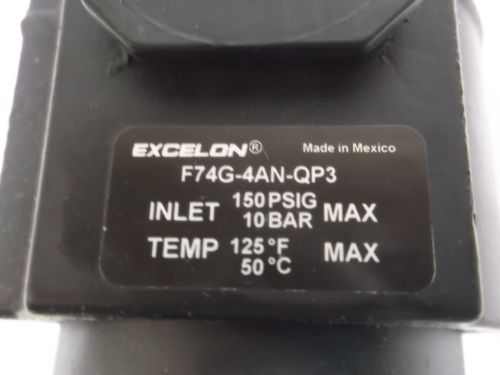 EXCELON® Made in Mexico
F74G-4AN-QP3
INLET 150 PSIG 10 BAR MAX
TEMP 125 °F 50 °C MAX